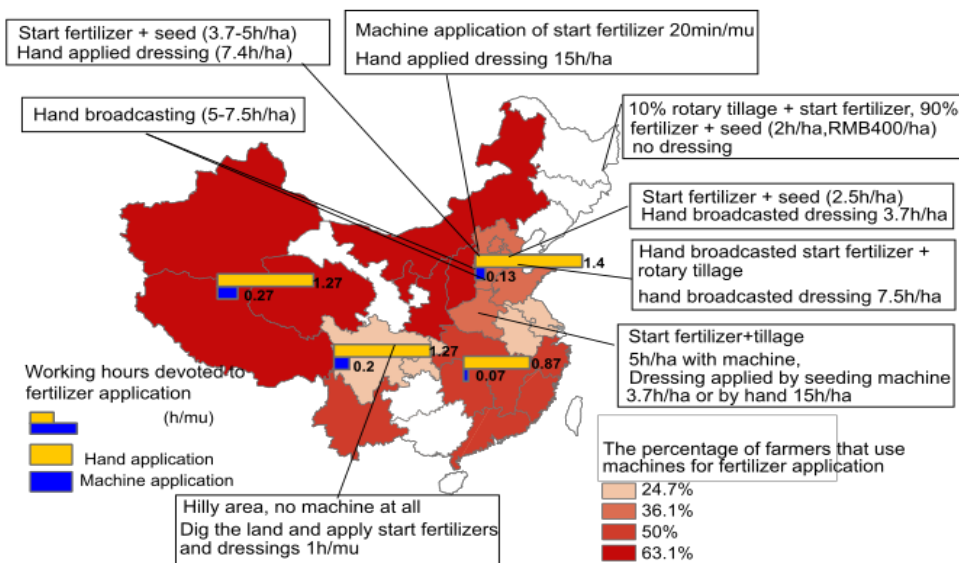 Start fertilizer + seed (3.7-5h/ha)
Hand applied dressing (7.4h/ha)
Machine application of start fertilizer 20min/mu
Hand applied dressing 15h/ha
Hand broadcasting (5-7.5h/ha)
10% rotary tillage + start fertilizer, 90%
fertilizer + seed (2h/ha,RMB400/ha)
no dressing
Start fertilizer + seed (2.5h/ha)
Hand broadcasted dressing 3.7h/ha
Hand broadcasted start fertilizer +
rotary tillage
hand broadcasted dressing 7.5h/ha
1.4
0.13
1.27
0.27
1.27
0.2
0.87
0.07
Start fertilizer+tillage
5h/ha with machine,
Dressing applied by seeding machine
3.7h/ha or by hand 15h/ha
Working hours devoted to
fertilizer application
(h/mu)
Hand application
Machine application
Hilly area, no machine at all
Dig the land and apply start fertilizers
and dressings 1h/mu
The percentage of farmers that use
machines for fertilizer application
24.7%
36.1%
50%
63.1%